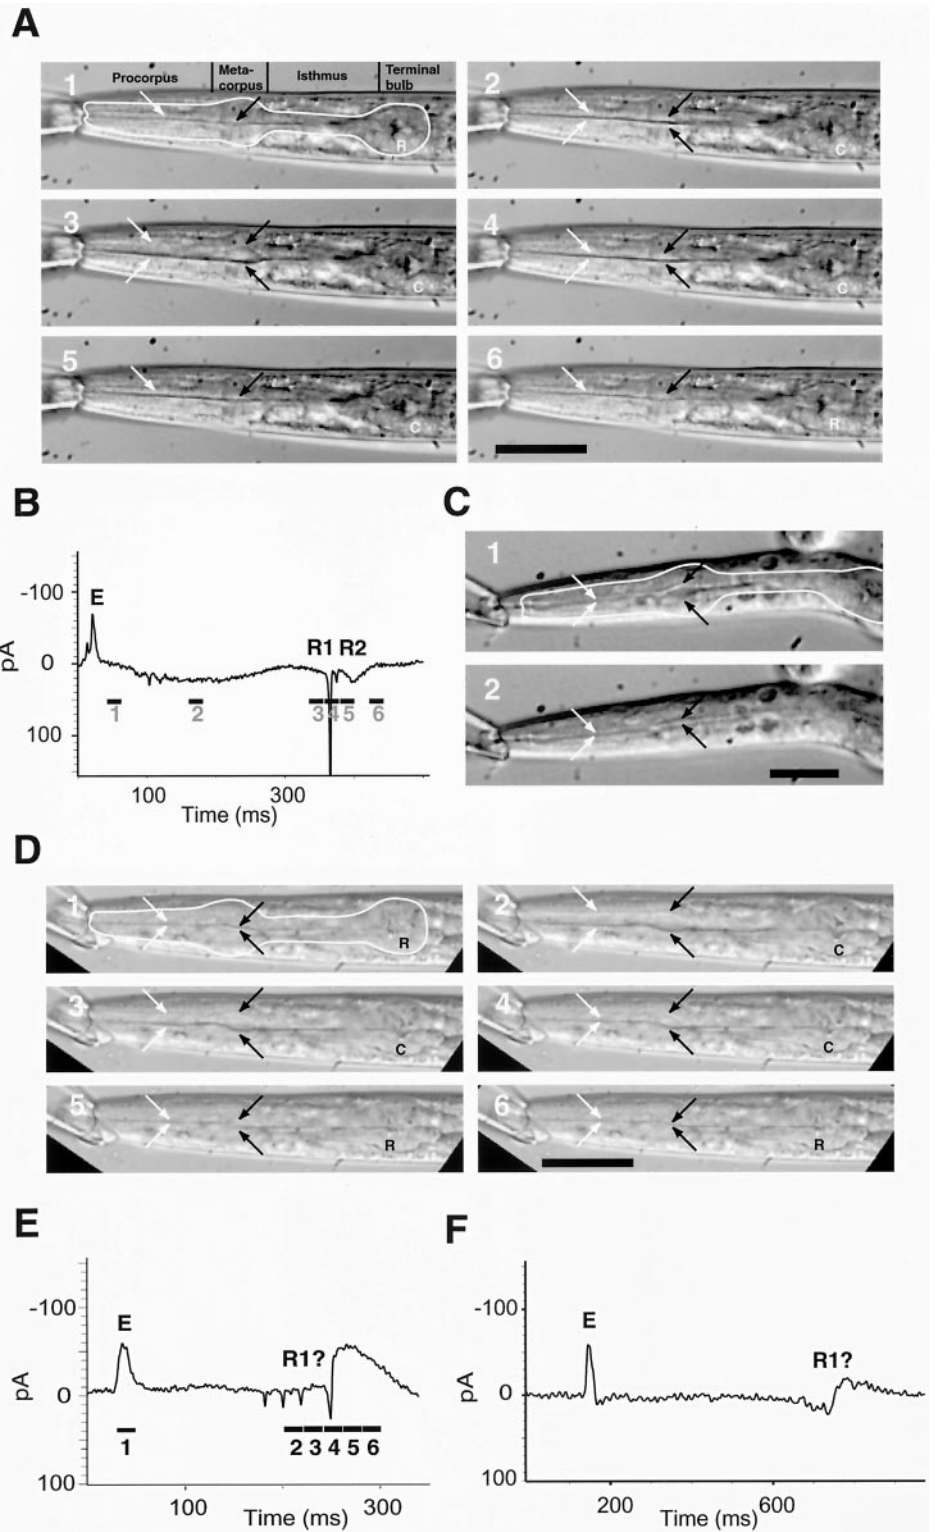 A
1
Procorpus
Meta-
corpus
Isthmus
Terminal
bulb
R
2
C
3
C
4
C
5
C
6
R
B
-100
0
100
pA
E
R1 R2
1 2 3 4 5 6
100 300
Time (ms)
C
1
2
D
1
R
2
C
3
C
4
C
5
R
6
R
E
-100
0
100
pA
E
R1?
1 2 3 4 5 6
100 300
Time (ms)
F
-100
0
100
pA
E
R1?
200 600
Time (ms)